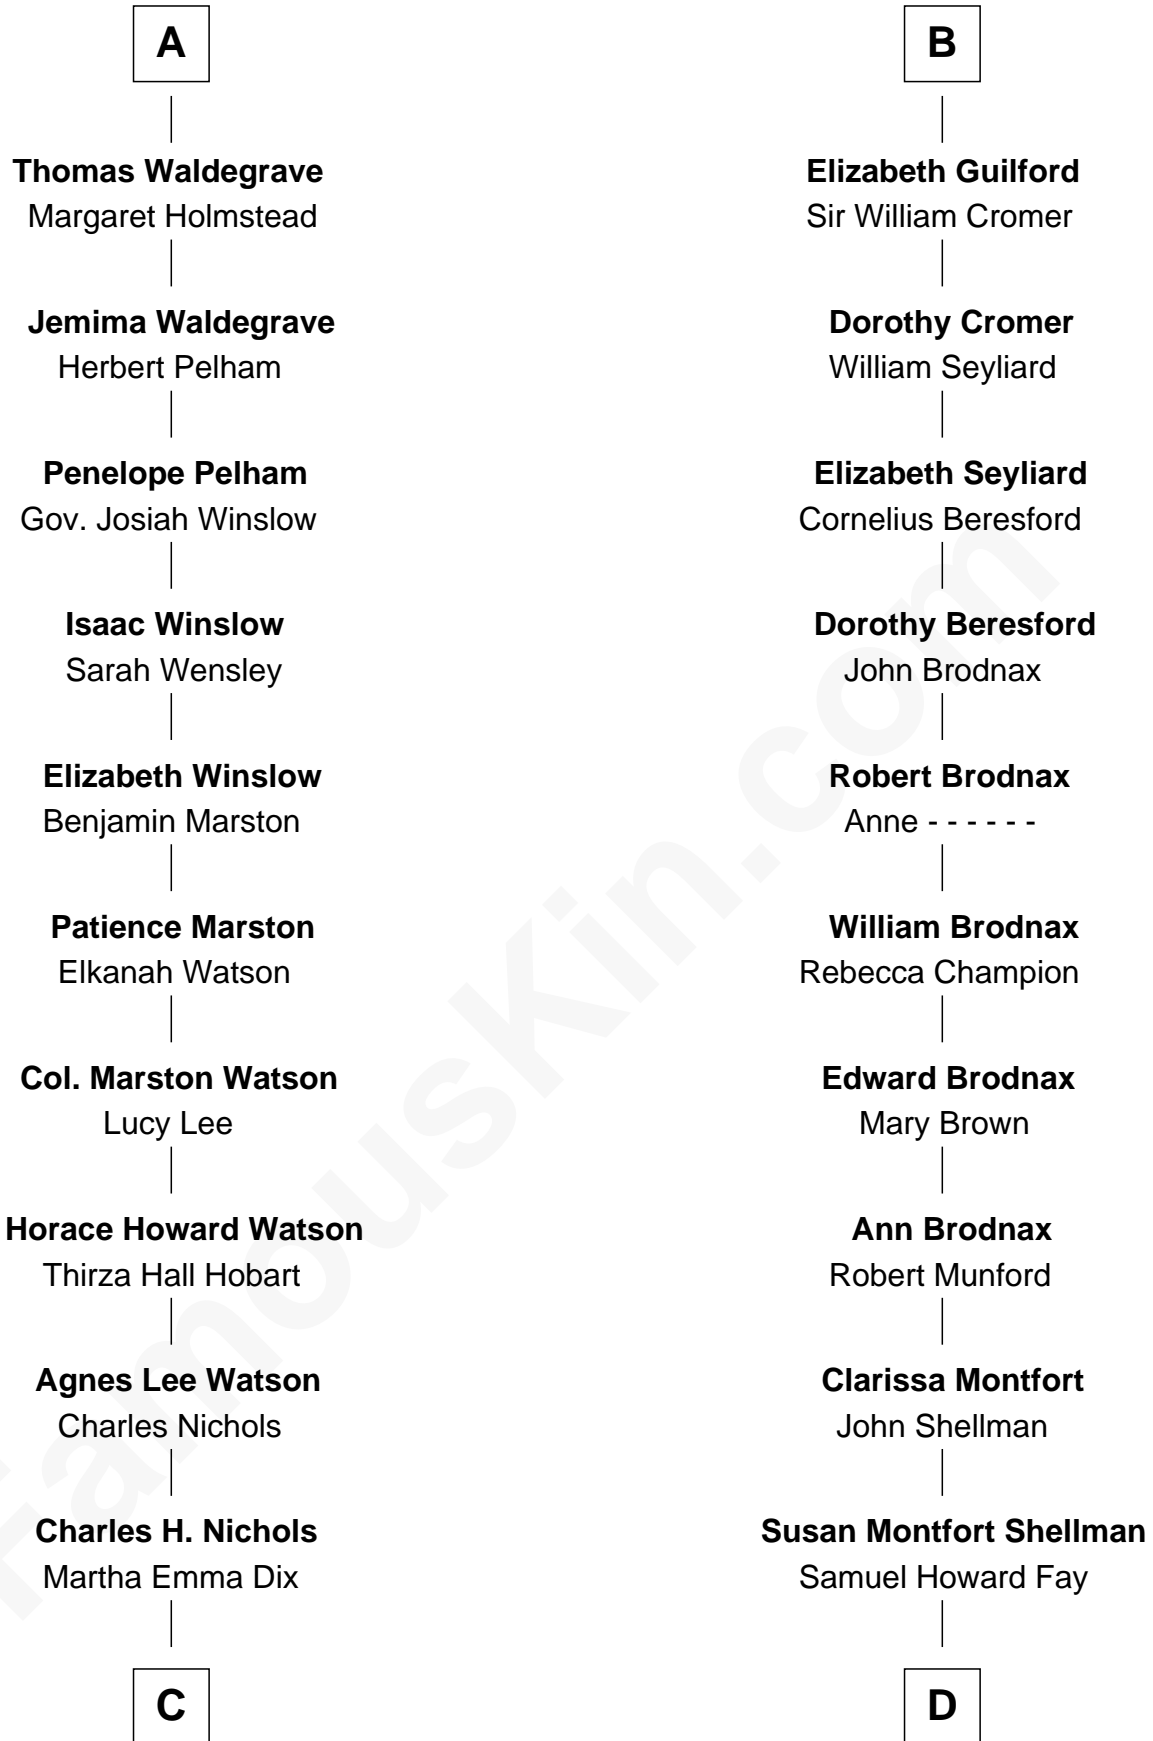 A
Thomas Waldegrave
Margaret Holmstead
Jemima Waldegrave
Herbert Pelham
Penelope Pelham
Gov. Josiah Winslow
Isaac Winslow
Sarah Wensley
Elizabeth Winslow
Benjamin Marston
Patience Marston
Elkanah Watson
Col. Marston Watson
Lucy Lee
Horace Howard Watson
Thirza Hall Hobart
Agnes Lee Watson
Charles Nichols
Charles H. Nichols
Martha Emma Dix
C
B
Elizabeth Guilford
Sir William Cromer
Dorothy Cromer
William Seyliard
Elizabeth Seyliard
Cornelius Beresford
Dorothy Beresford
John Brodnax
Robert Brodnax
Anne - - - - - -
William Brodnax
Rebecca Champion
Edward Brodnax
Mary Brown
Ann Brodnax
Robert Munford
Clarissa Montfort
John Shellman
Susan Montfort Shellman
Samuel Howard Fay
D
FamousKin.com